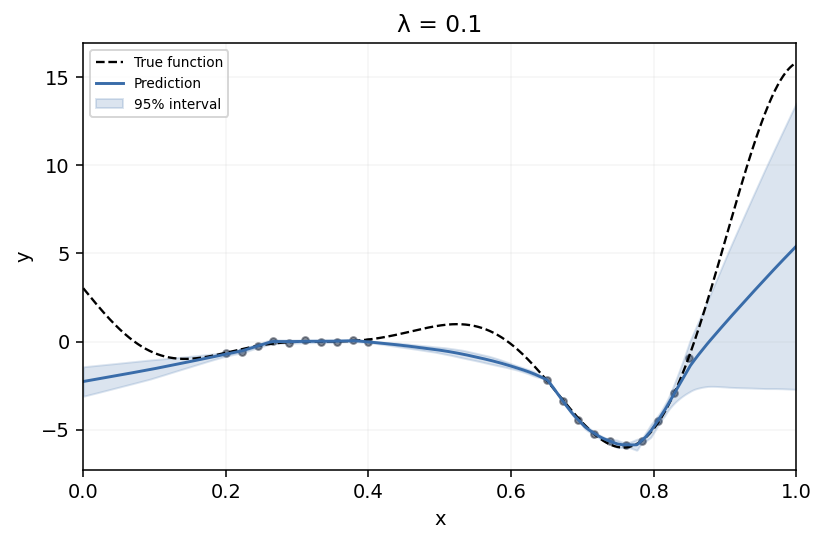 λ = 0.1
True function
Prediction
95% interval
15
10
5
0
−5
y
0.0 0.2 0.4 0.6 0.8 1.0
x